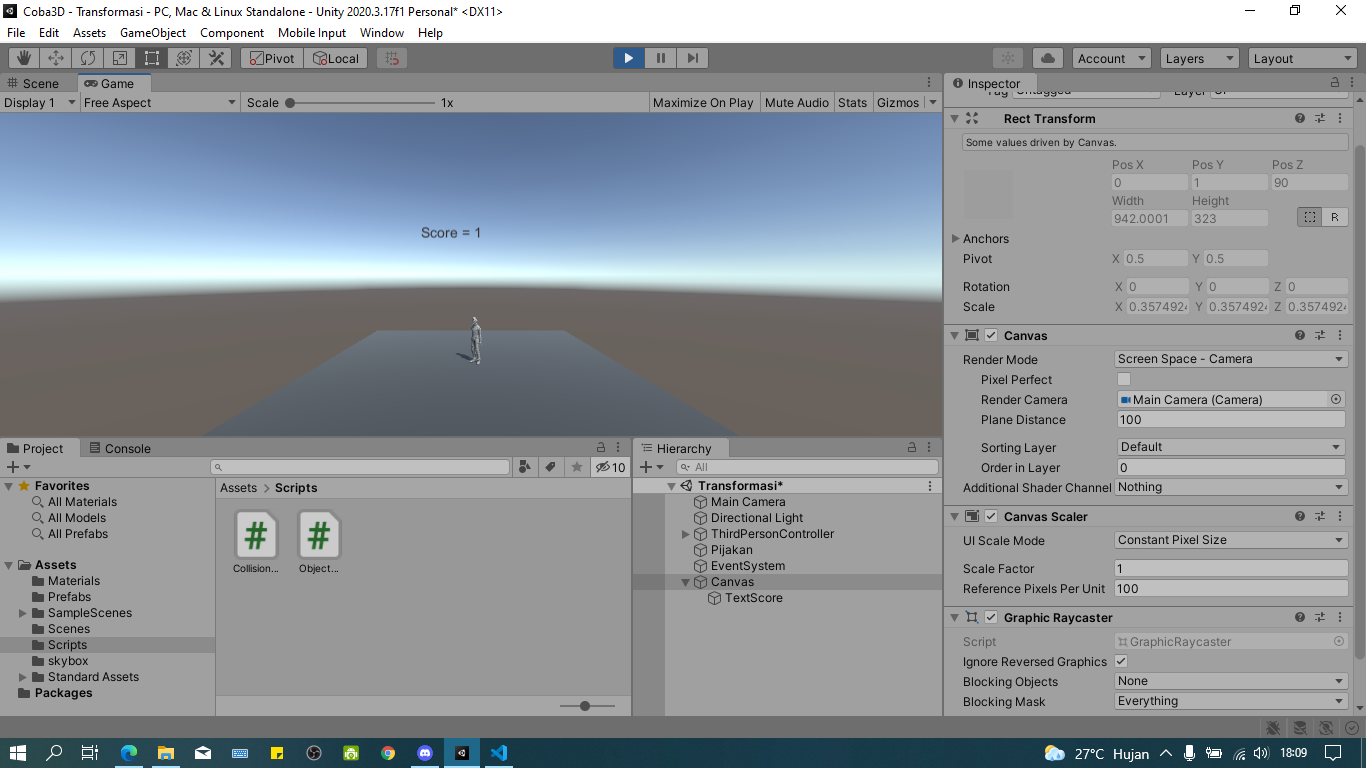 Coba3D - Transformasi - PC, Mac & Linux Standalone - Unity 2020.3.17f1 Personal* <DX11>
File Edit Assets GameObject Component Mobile Input Window Help
Pivot Local Account Layers Layout
Scene Game
Display 1 Free Aspect Scale 1x Maximize On Play Mute Audio Stats Gizmos
Score = 1
Inspector
Rect Transform
Some values driven by Canvas.
Pos X Pos Y Pos Z
0 1 90
Width Height
942.0001 323
R
Anchors
Pivot X 0.5 Y 0.5
Rotation X 0 Y 0 Z 0
Scale X 0.357492 Y 0.357492 Z 0.357492
Canvas
Render Mode Screen Space - Camera
Pixel Perfect
Render Camera Main Camera (Camera)
Plane Distance 100
Sorting Layer Default
Order in Layer 0
Additional Shader Channel Nothing
Canvas Scaler
UI Scale Mode Constant Pixel Size
Scale Factor 1
Reference Pixels Per Unit 100
Graphic Raycaster
Script GraphicRaycaster
Ignore Reversed Graphics
Blocking Objects None
Blocking Mask Everything
Project Console
10
Favorites
All Materials
All Models
All Prefabs
Assets
Materials
Prefabs
SampleScenes
Scenes
Scripts
skybox
Standard Assets
Packages
Assets > Scripts
Collision... Object...
Hierarchy
All
Transformasi*
Main Camera
Directional Light
ThirdPersonController
Pijakan
EventSystem
Canvas
TextScore
27°C Hujan 18:09